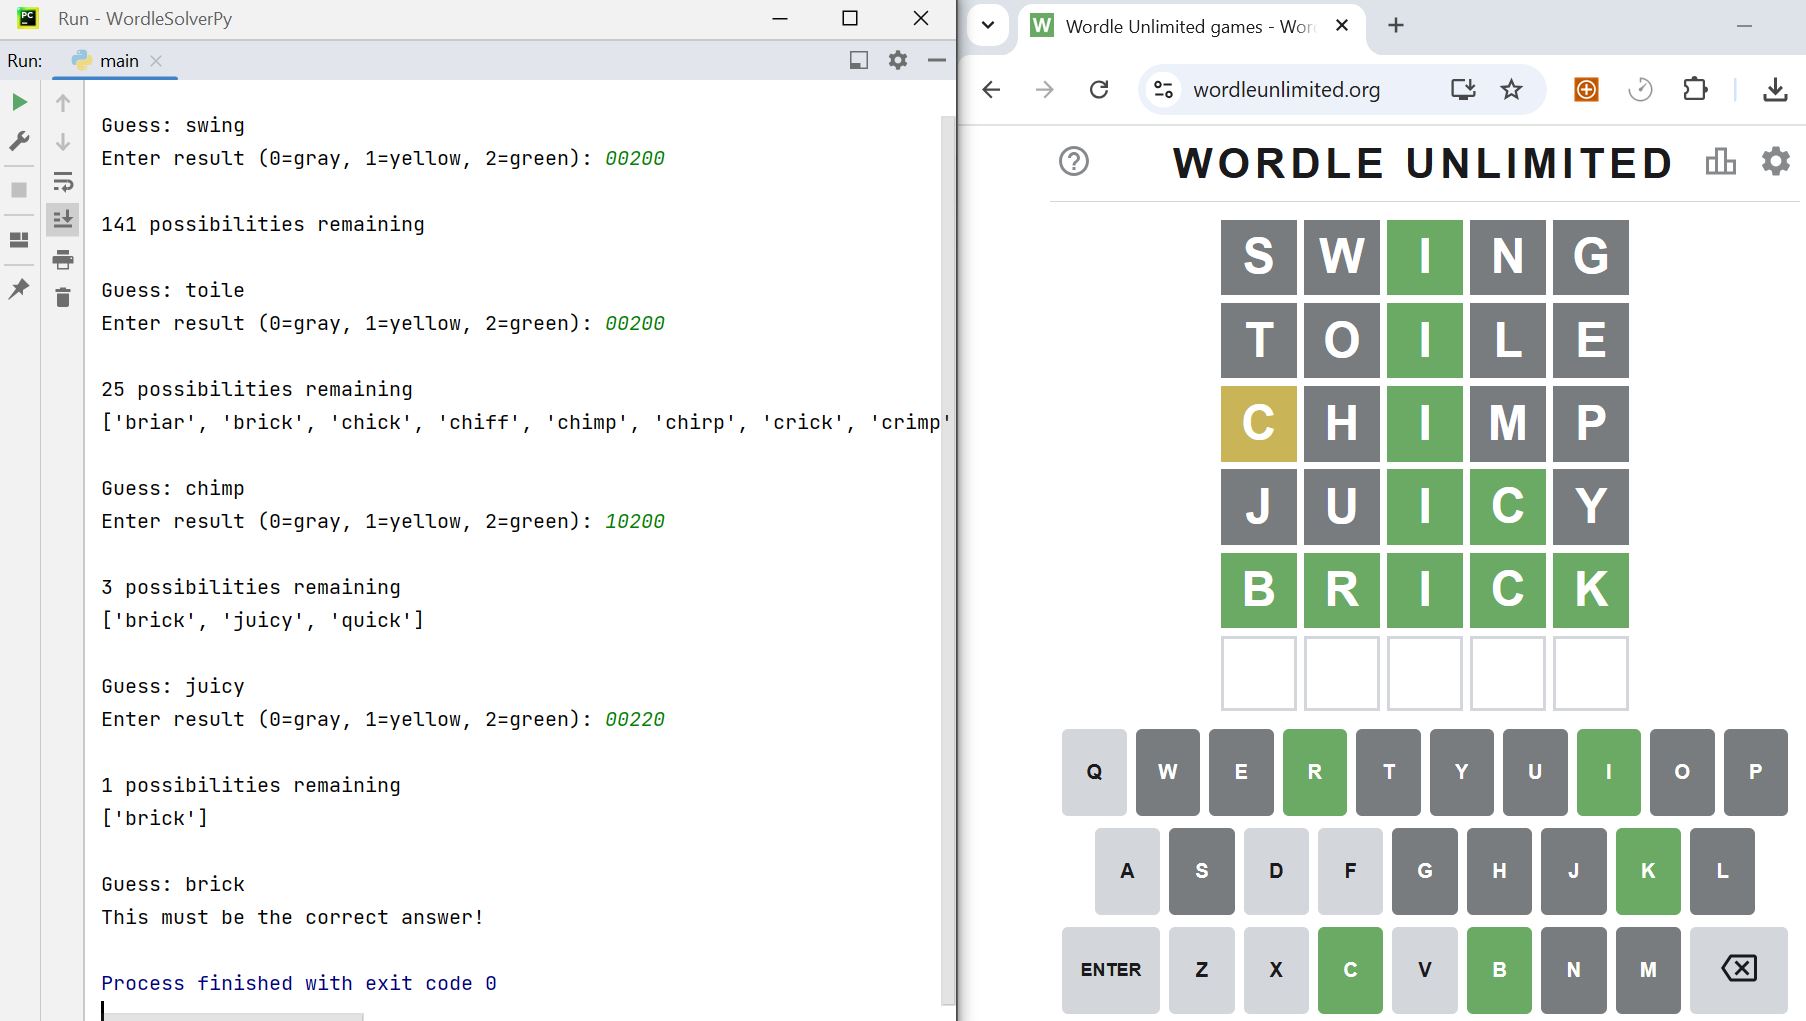 PC
Run - WordleSolverPy
Run:
main
Guess: swing
Enter result (0=gray, 1=yellow, 2=green): 00200
141 possibilities remaining
Guess: toile
Enter result (0=gray, 1=yellow, 2=green): 00200
25 possibilities remaining
['briar', 'brick', 'chick', 'chiff', 'chimp', 'chirp', 'crick', 'crimp'
Guess: chimp
Enter result (0=gray, 1=yellow, 2=green): 10200
3 possibilities remaining
['brick', 'juicy', 'quick']
Guess: juicy
Enter result (0=gray, 1=yellow, 2=green): 00220
1 possibilities remaining
['brick']
Guess: brick
This must be the correct answer!
Process finished with exit code 0
W Wordle Unlimited games - Wor
wordleunlimited.org
WORDLE UNLIMITED
S W I N G
T O I L E
C H I M P
J U I C Y
B R I C K
Q W E R T Y U I O P
A S D F G H J K L
ENTER Z X C V B N M